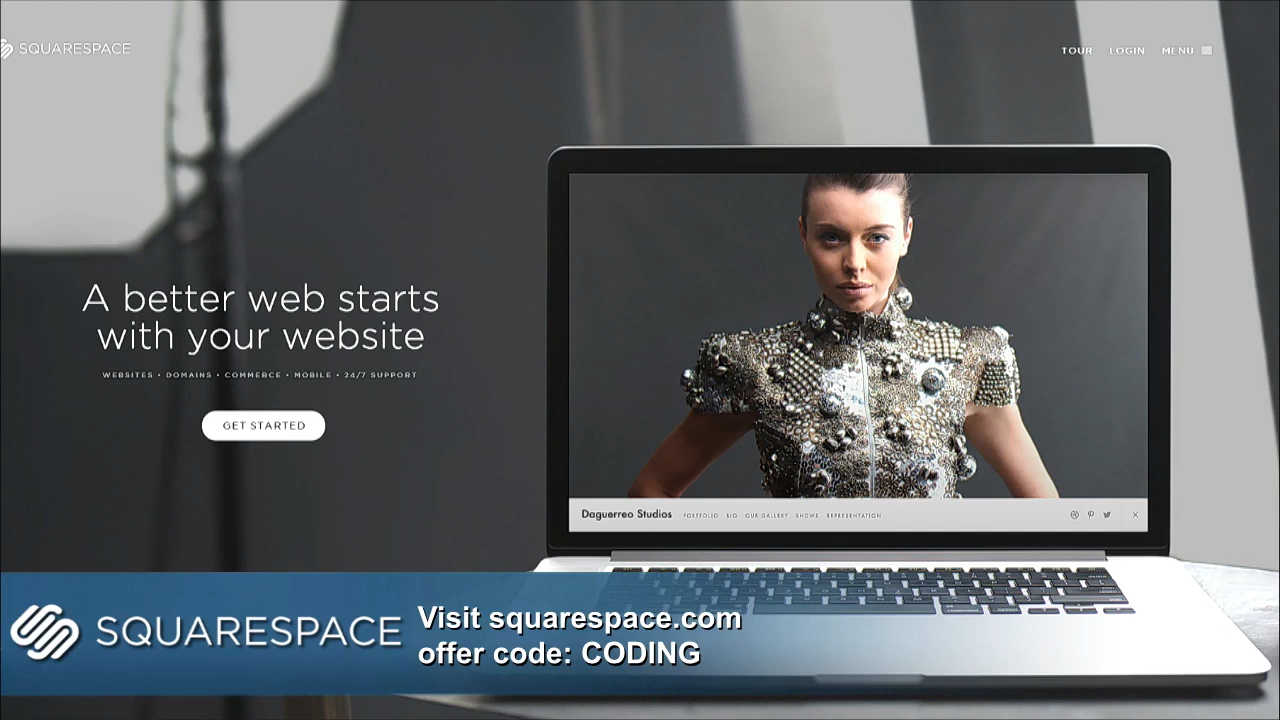 SQUARESPACE
TOUR LOGIN MENU
A better web starts
with your website
WEBSITES • DOMAINS • COMMERCE • MOBILE • 24/7 SUPPORT
GET STARTED
Daguerreo Studios PORTFOLIO BIO OUR GALLERY SHOWS REPRESENTATION
SQUARESPACE
Visit squarespace.com
offer code: CODING